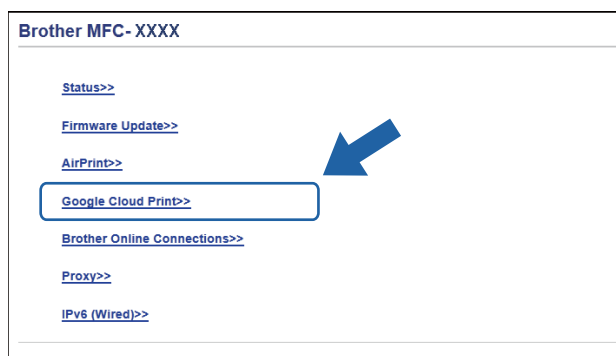 Brother MFC- XXXX
Status>>
Firmware Update>>
AirPrint>>
Google Cloud Print>>
Brother Online Connections>>
Proxy>>
IPv6 (Wired)>>